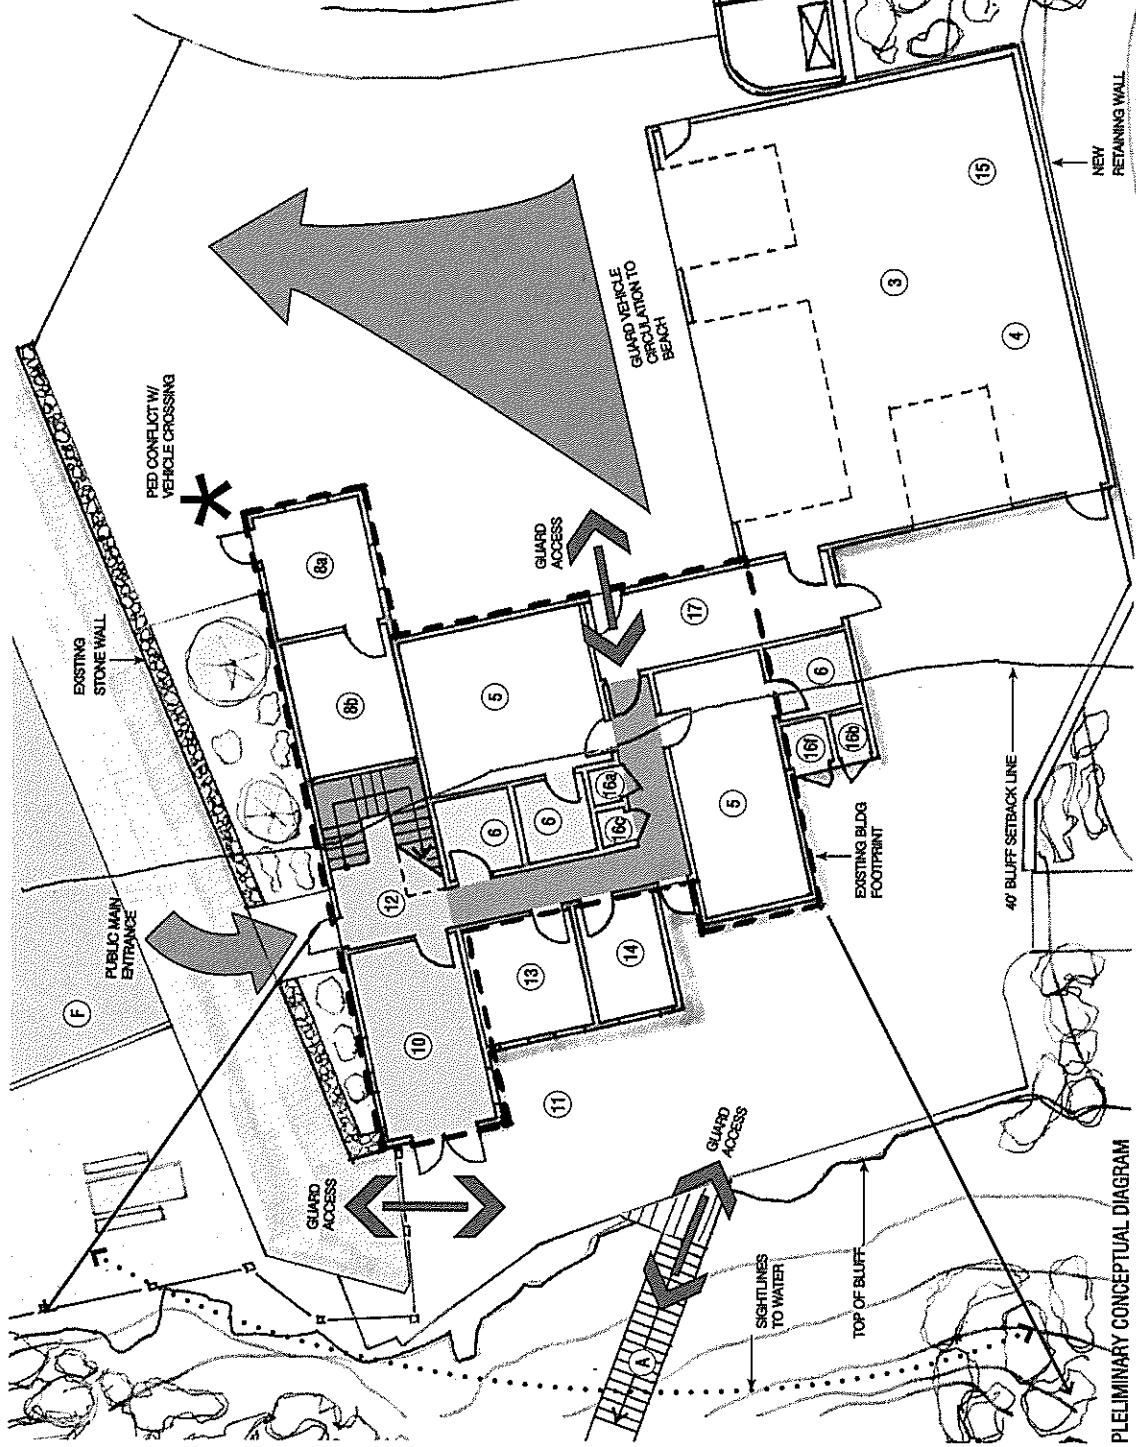 PLELIMINARY CONCEPTUAL DIAGRAM
F
PUBLIC MAIN
ENTRANCE
EXISTING
STONE WALL
PED CONFLICT W/
VEHICLE CROSSING
GUARD
ACCESS
10
12
8b
8a
13
14
6
6
16c
16a
5
GUARD
ACCESS
17
GUARD VEHICLE
CIRCULATION TO
BEACH
11
5
16f
16b
6
3
4
15
NEW
RETAINING WALL
GUARD
ACCESS
A
SIGHTLINES
TO WATER
TOP OF BLUFF
EXISTING BLDG
FOOTPRINT
40' BLUFF SETBACK LINE